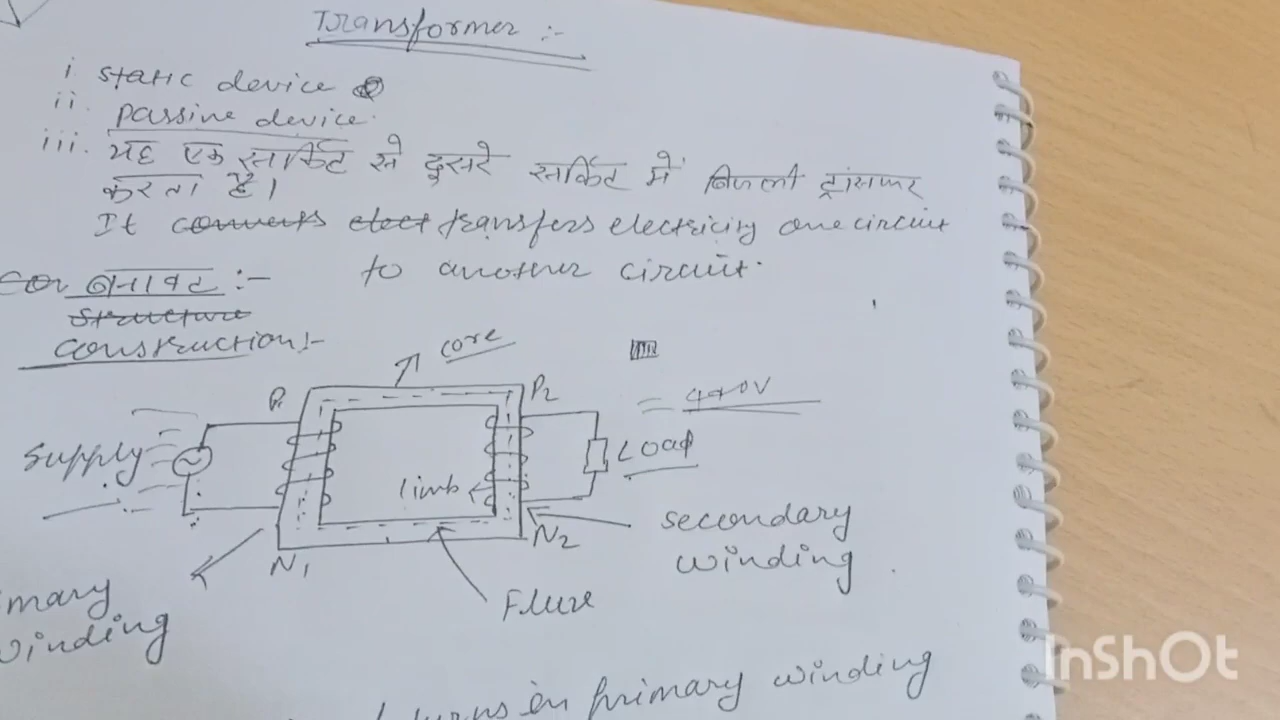 Transformer :-
i static device
ii. passive device.
iii. यह एक सर्किट से दुसरे सर्किट में बिजली ट्रांसफर
करता है।
It converts elect transfers electricity one circuit
to another circuit.
बनावट :-
Structure
construction :-
core
P1
P2
= 440V
Supply
Load
limb
secondary
winding
N1
N2
Flux
mary
winding
turns in primary winding
InShOt